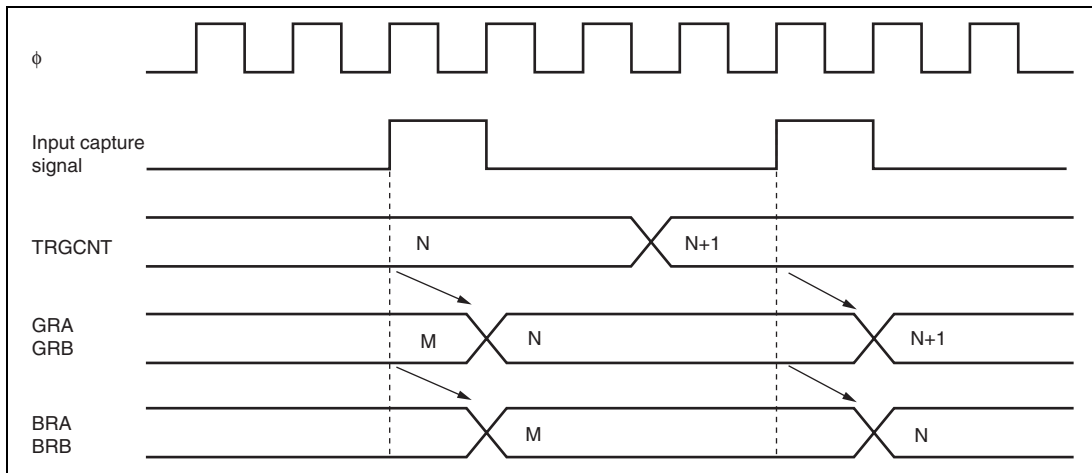 ϕ
Input capture
signal
TRGCNT
N
N+1
GRA
GRB
M
N
N+1
BRA
BRB
M
N